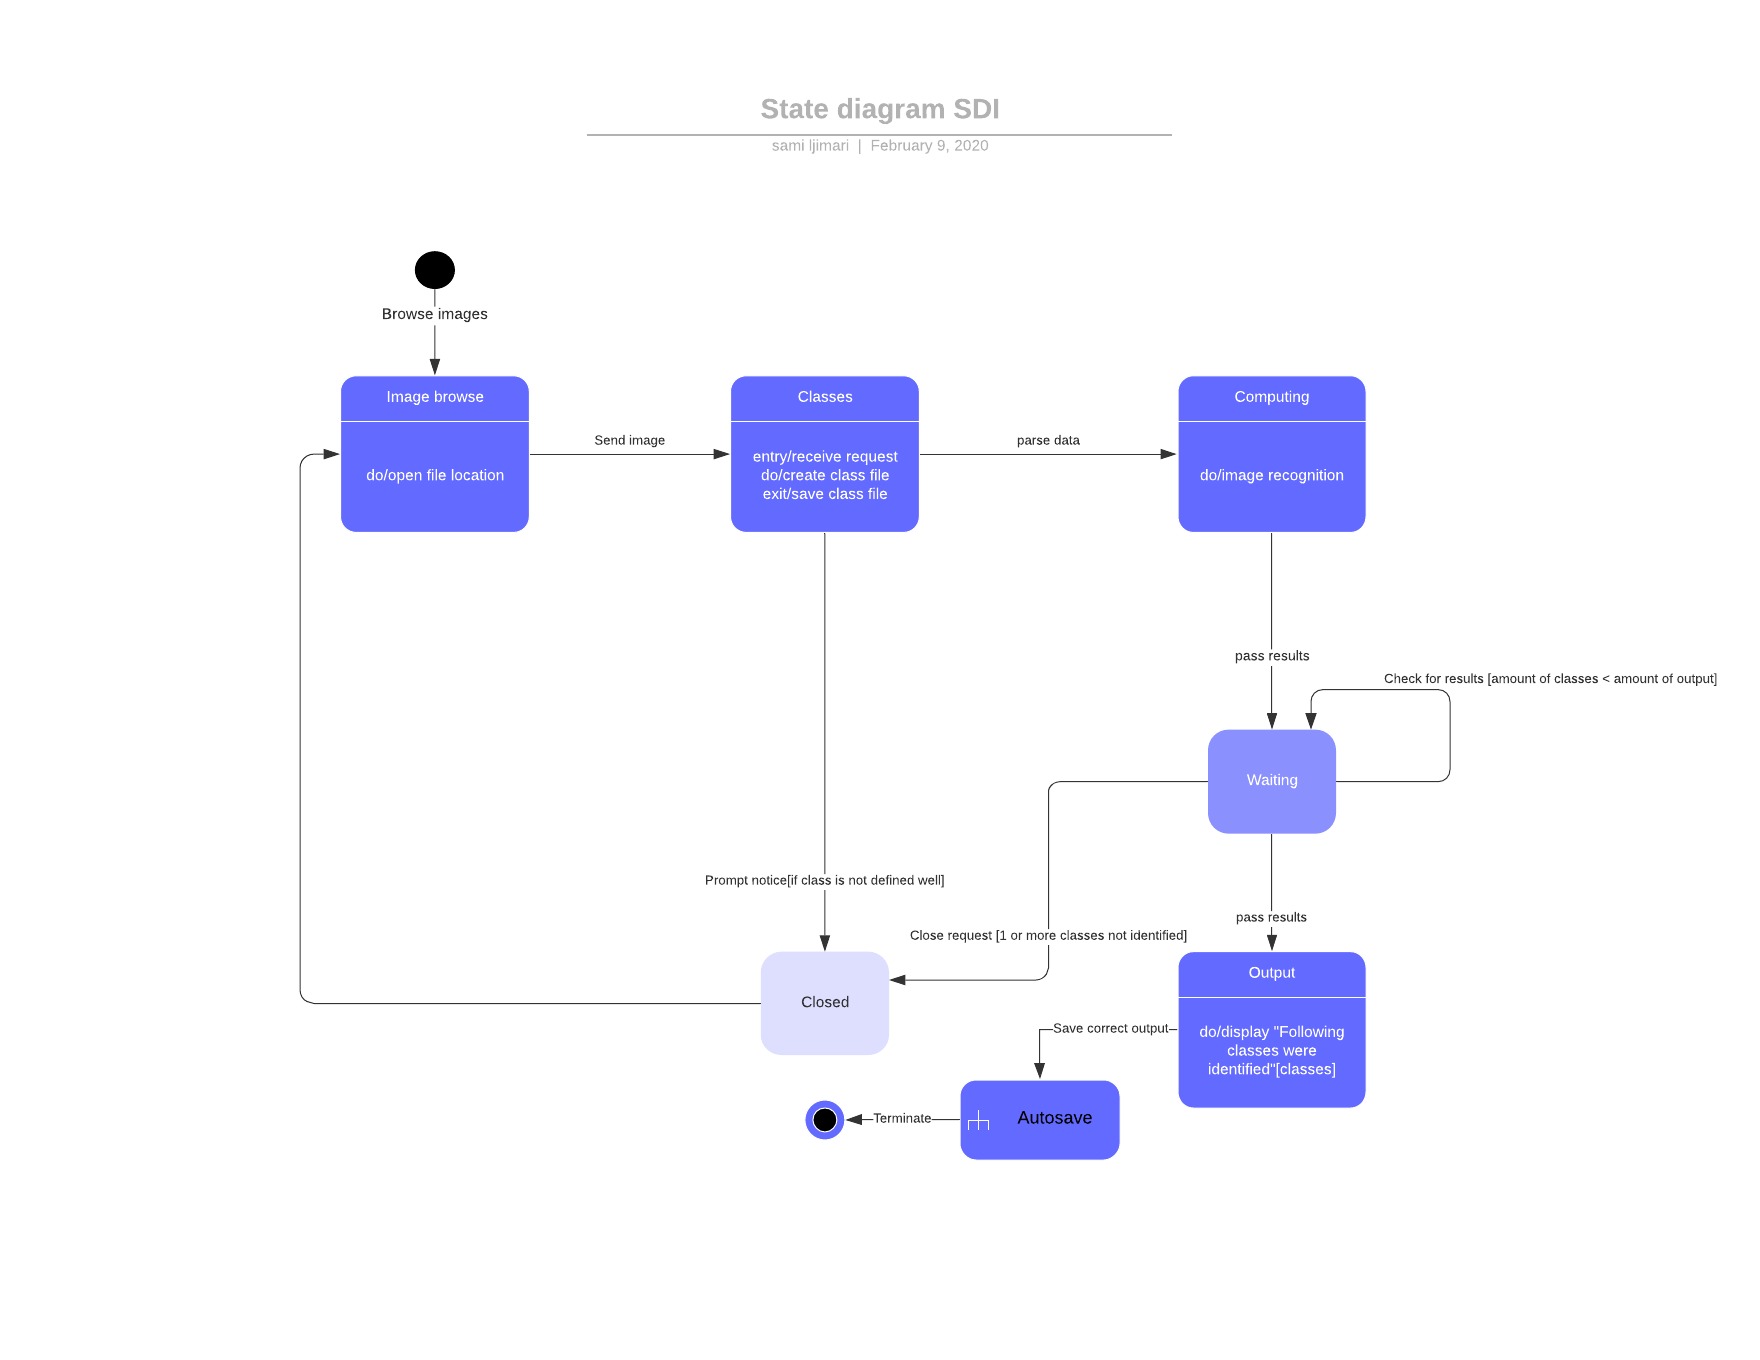 State diagram SDI
sami ljimari | February 9, 2020
Browse images
Image browse
do/open file location
Send image
Classes
entry/receive request
do/create class file
exit/save class file
parse data
Computing
do/image recognition
pass results
Check for results [amount of classes < amount of output]
Waiting
Prompt notice[if class is not defined well]
pass results
Close request [1 or more classes not identified]
Closed
Output
do/display "Following
classes were
identified"[classes]
Save correct output
Autosave
Terminate